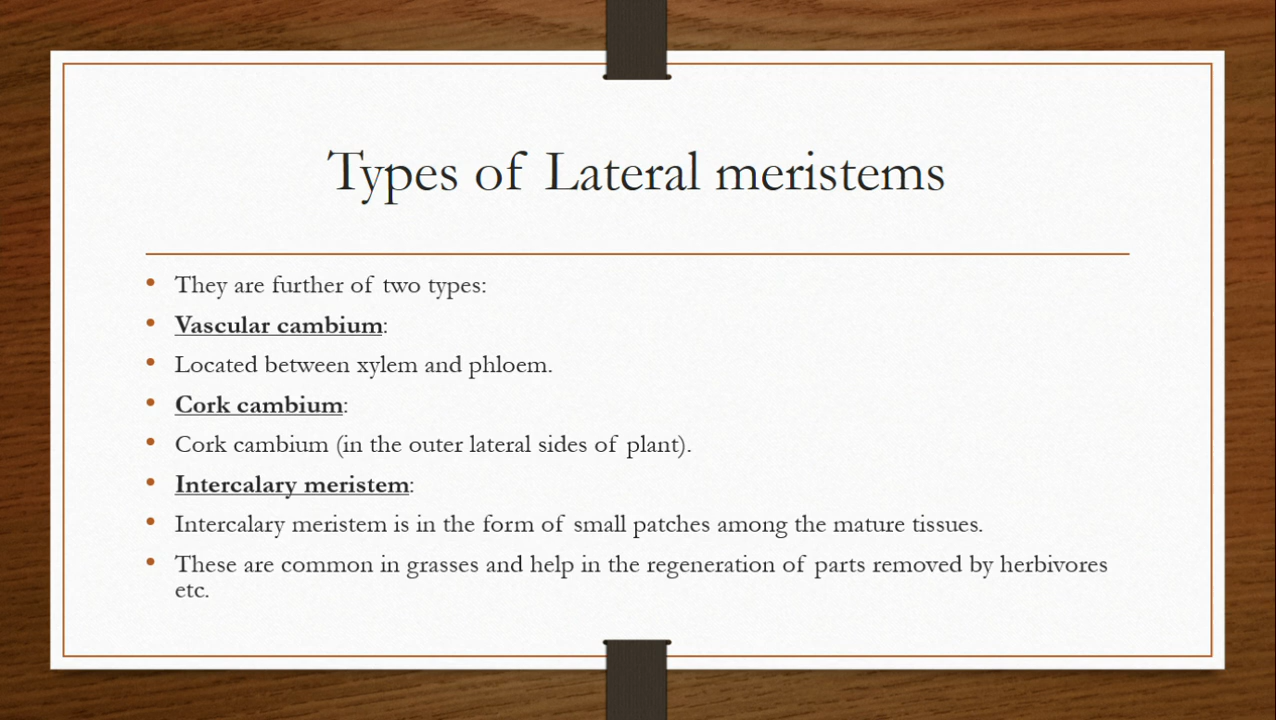 Types of Lateral meristems
• They are further of two types:
• Vascular cambium:
• Located between xylem and phloem.
• Cork cambium:
• Cork cambium (in the outer lateral sides of plant).
• Intercalary meristem:
• Intercalary meristem is in the form of small patches among the mature tissues.
• These are common in grasses and help in the regeneration of parts removed by herbivores
etc.